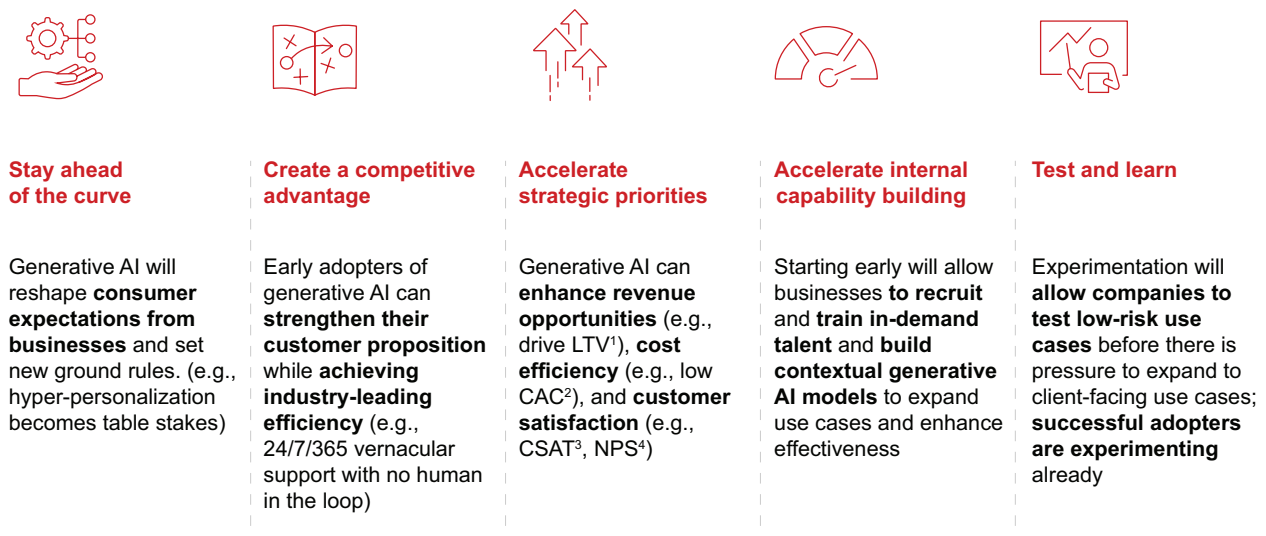 Stay ahead
of the curve
Generative AI will
reshape consumer
expectations from
businesses and set
new ground rules. (e.g.,
hyper-personalization
becomes table stakes)
Create a competitive
advantage
Early adopters of
generative AI can
strengthen their
customer proposition
while achieving
industry-leading
efficiency (e.g.,
24/7/365 vernacular
support with no human
in the loop)
Accelerate
strategic priorities
Generative AI can
enhance revenue
opportunities (e.g.,
drive LTV¹), cost
efficiency (e.g., low
CAC²), and customer
satisfaction (e.g.,
CSAT³, NPS⁴)
Accelerate internal
capability building
Starting early will allow
businesses to recruit
and train in-demand
talent and build
contextual generative
AI models to expand
use cases and enhance
effectiveness
Test and learn
Experimentation will
allow companies to
test low-risk use
cases before there is
pressure to expand to
client-facing use cases;
successful adopters
are experimenting
already